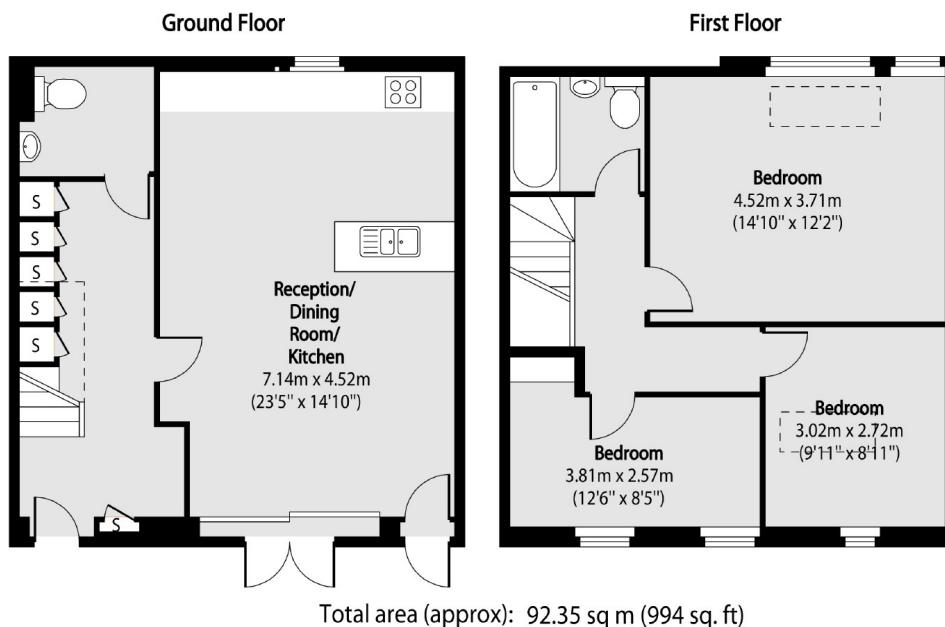 Ground Floor
First Floor
S
S
S
S
S
S
Reception/
Dining
Room/
Kitchen
7.14m x 4.52m
(23'5" x 14'10")
Bedroom
4.52m x 3.71m
(14'10" x 12'2")
Bedroom
3.02m x 2.72m
(9'11" x 8'11")
Bedroom
3.81m x 2.57m
(12'6" x 8'5")
Total area (approx): 92.35 sq m (994 sq. ft)